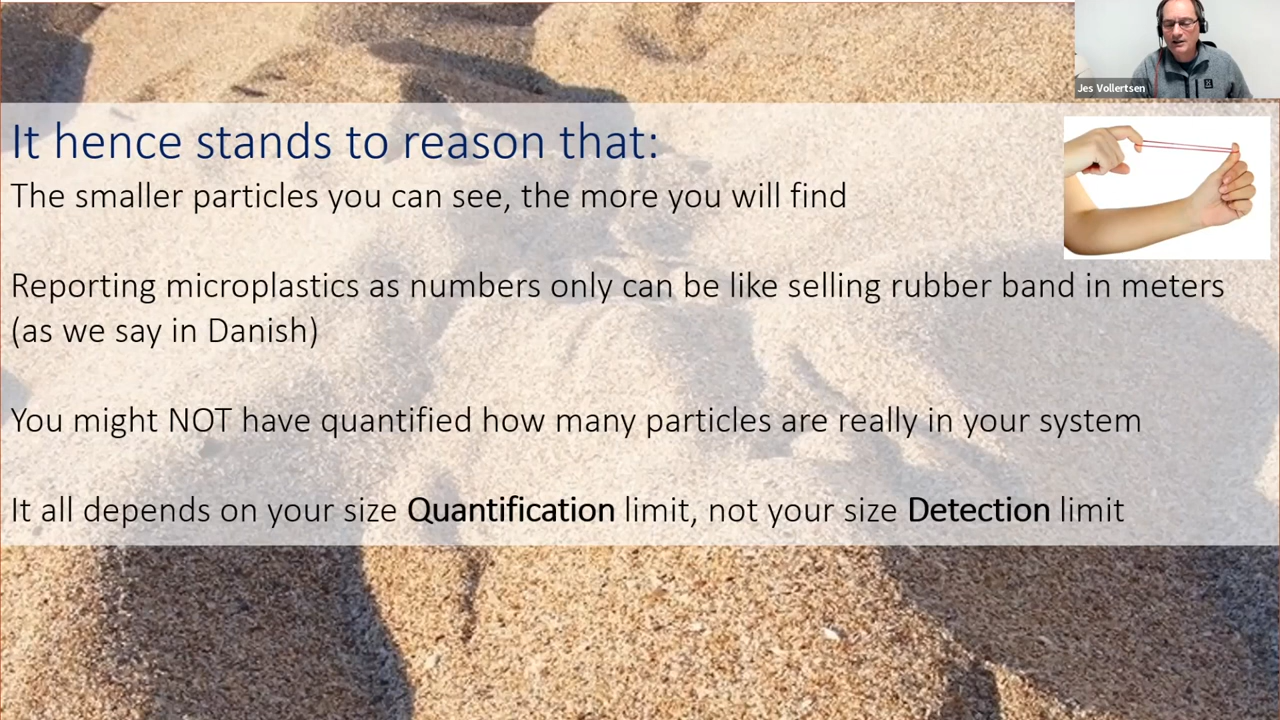 Jes Vollertsen
It hence stands to reason that:
The smaller particles you can see, the more you will find
Reporting microplastics as numbers only can be like selling rubber band in meters
(as we say in Danish)
You might NOT have quantified how many particles are really in your system
It all depends on your size Quantification limit, not your size Detection limit